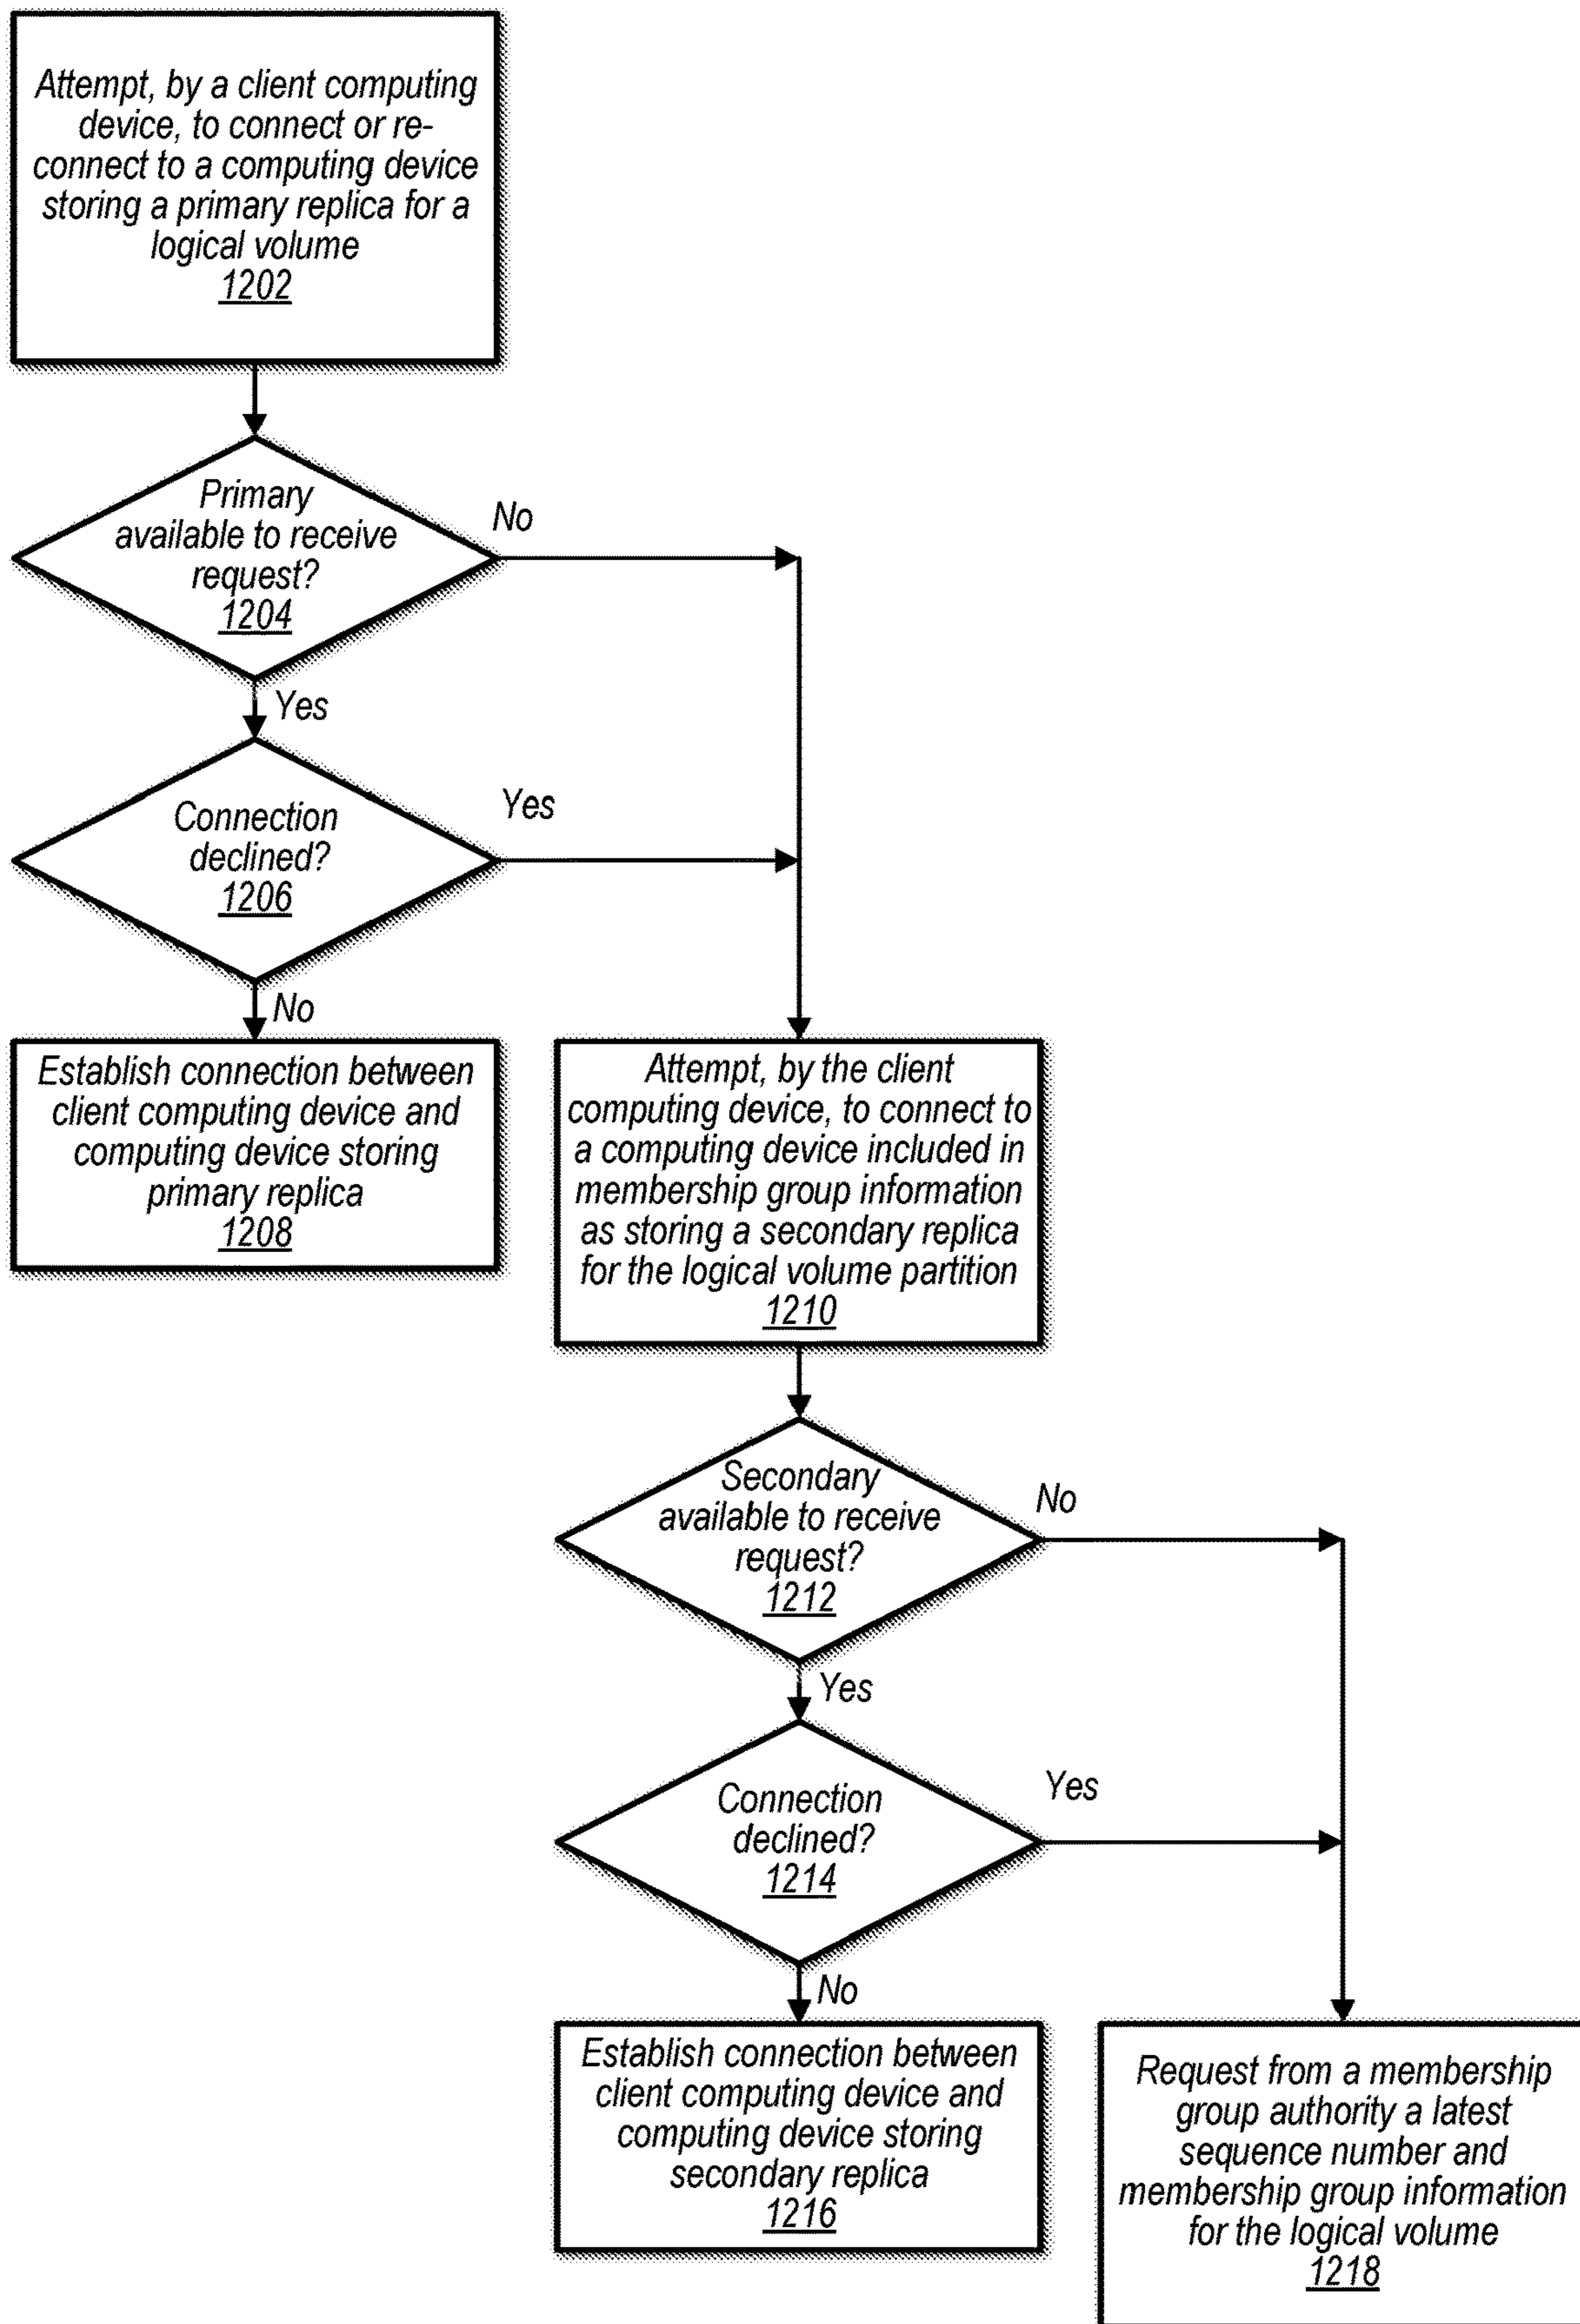 Attempt, by a client computing
device, to connect or re-
connect to a computing device
storing a primary replica for a
logical volume
1202
Primary
available to receive
request?
1204
No
Yes
Connection
declined?
1206
Yes
No
Establish connection between
client computing device and
computing device storing
primary replica
1208
Attempt, by the client
computing device, to connect to
a computing device included in
membership group information
as storing a secondary replica
for the logical volume partition
1210
Secondary
available to receive
request?
1212
No
Yes
Connection
declined?
1214
Yes
No
Establish connection between
client computing device and
computing device storing
secondary replica
1216
Request from a membership
group authority a latest
sequence number and
membership group information
for the logical volume
1218